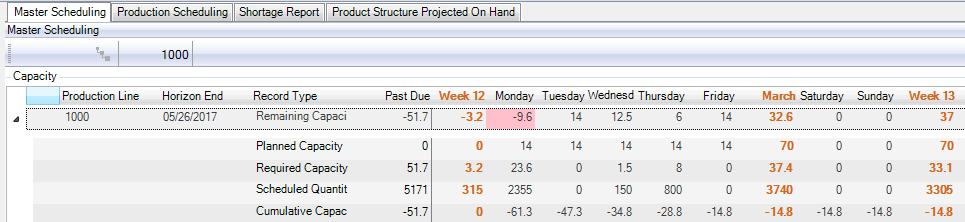 Master Scheduling Production Scheduling Shortage Report Product Structure Projected On Hand
Master Scheduling
1000
Capacity
Production Line Horizon End Record Type Past Due Week 12 Monday Tuesday Wednesd Thursday Friday March Saturday Sunday Week 13
1000 05/26/2017 Remaining Capaci -51.7 -3.2 -9.6 14 12.5 6 14 32.6 0 0 37
Planned Capacity 0 0 14 14 14 14 14 70 0 0 70
Required Capacity 51.7 3.2 23.6 0 1.5 8 0 37.4 0 0 33.1
Scheduled Quantit 5171 315 2355 0 150 800 0 3740 0 0 3305
Cumulative Capac -51.7 0 -61.3 -47.3 -34.8 -28.8 -14.8 -14.8 -14.8 -14.8 -14.8